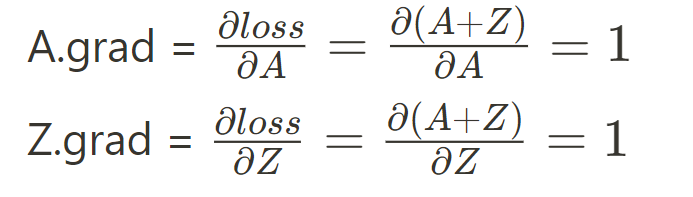 A.grad = ∂loss/∂A = ∂(A+Z)/∂A = 1
Z.grad = ∂loss/∂Z = ∂(A+Z)/∂Z = 1